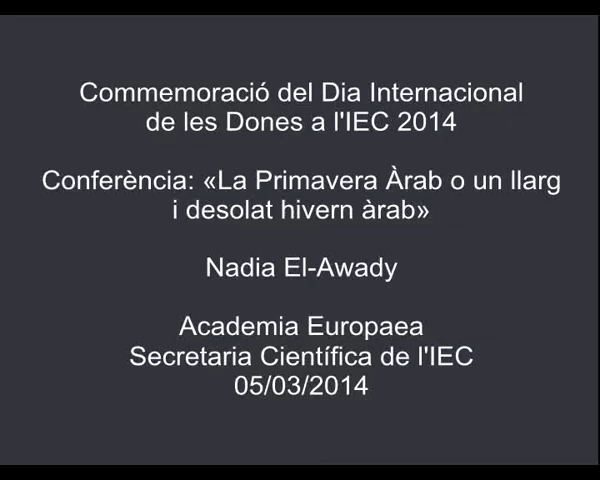 Commemoració del Dia Internacional
de les Dones a l'IEC 2014
Conferència: «La Primavera Àrab o un llarg
i desolat hivern àrab»
Nadia El-Awady
Academia Europaea
Secretaria Científica de l'IEC
05/03/2014